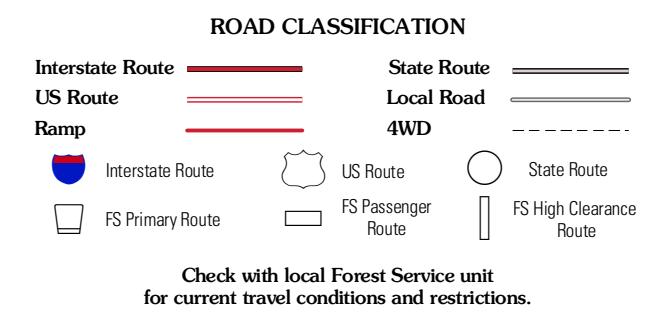 ROAD CLASSIFICATION
Interstate Route
State Route
US Route
Local Road
Ramp
4WD
Interstate Route
US Route
State Route
FS Primary Route
FS Passenger
Route
FS High Clearance
Route
Check with local Forest Service unit
for current travel conditions and restrictions.